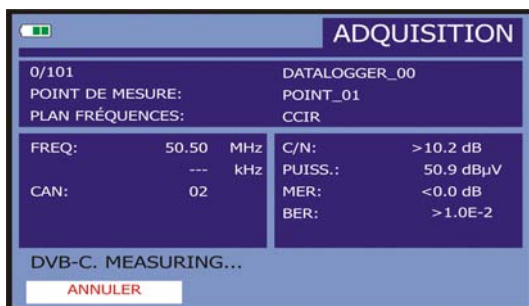 ADQUISITION
0/101 DATALOGGER_00
POINT DE MESURE: POINT_01
PLAN FRÉQUENCES: CCIR
FREQ: 50.50 MHz
--- kHz
CAN: 02
C/N: >10.2 dB
PUISS.: 50.9 dBµV
MER: <0.0 dB
BER: >1.0E-2
DVB-C. MEASURING...
ANNULER